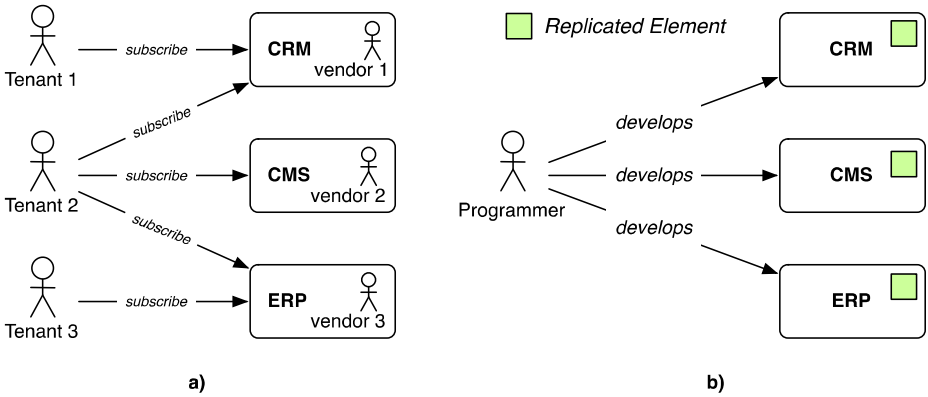 Tenant 1
subscribe
CRM
vendor 1
subscribe
Tenant 2
subscribe
CMS
vendor 2
subscribe
Tenant 3
subscribe
ERP
vendor 3
a)
Replicated Element
CRM
develops
Programmer
develops
CMS
develops
ERP
b)